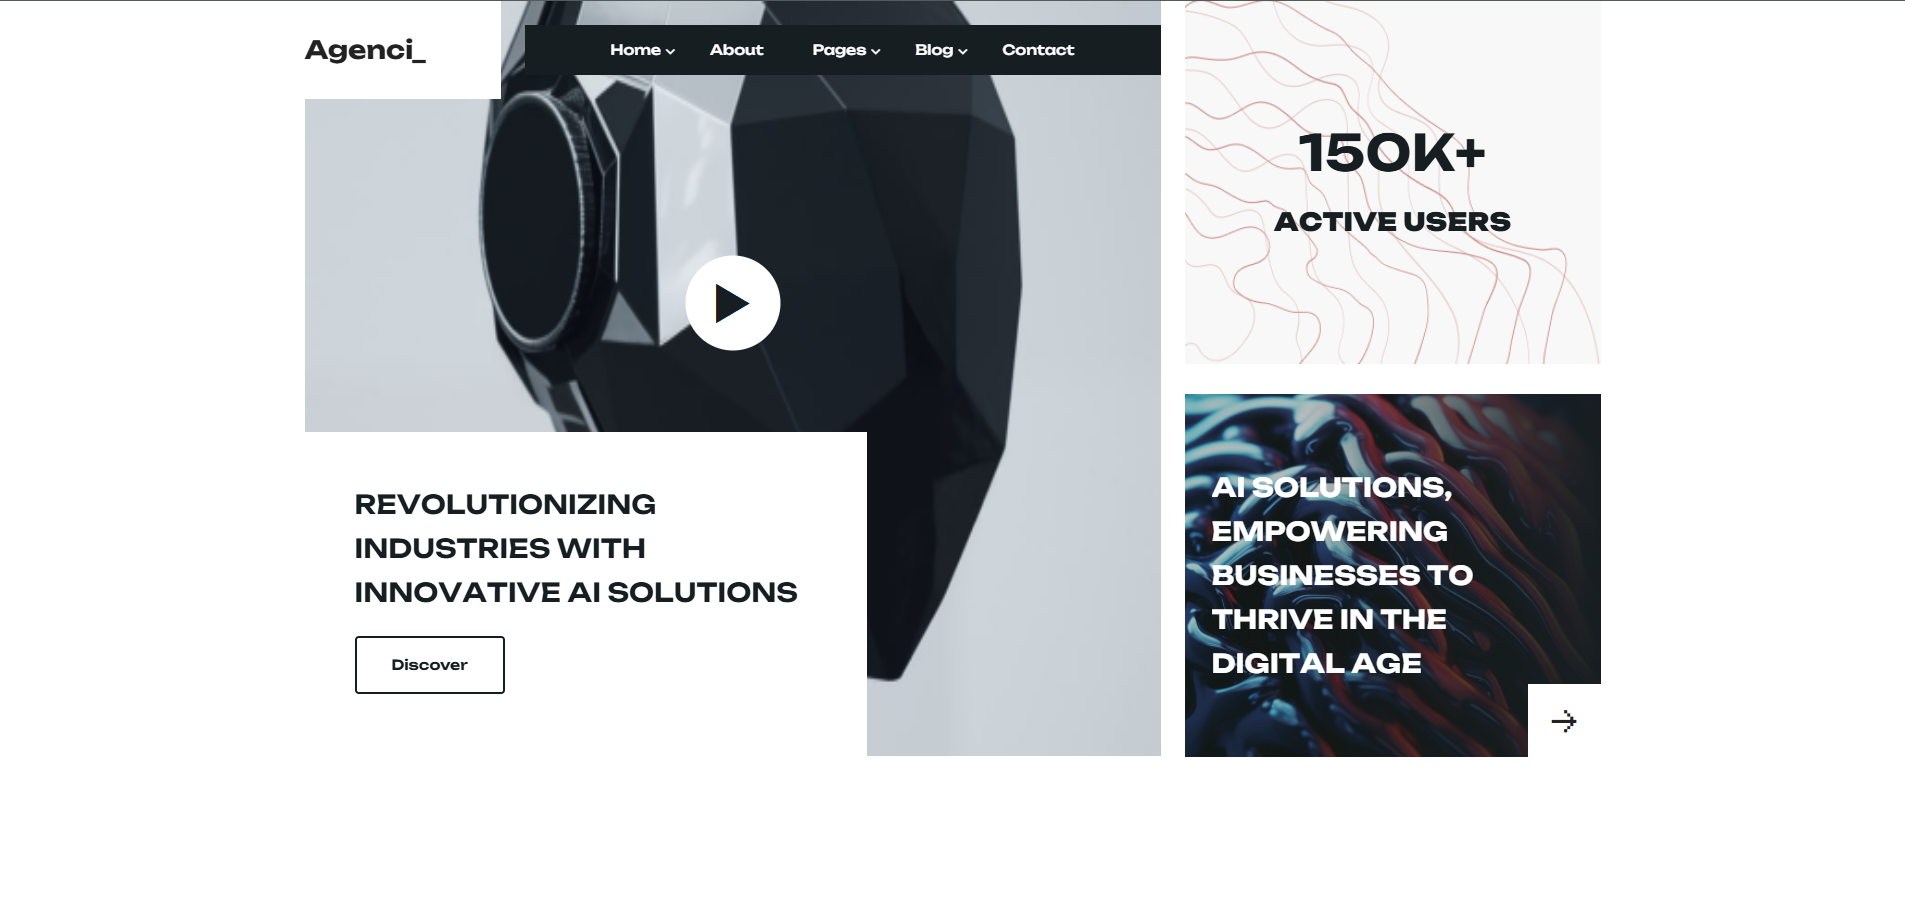 Agenci_
Home
About
Pages
Blog
Contact
150K+
ACTIVE USERS
REVOLUTIONIZING
INDUSTRIES WITH
INNOVATIVE AI SOLUTIONS
Discover
AI SOLUTIONS,
EMPOWERING
BUSINESSES TO
THRIVE IN THE
DIGITAL AGE